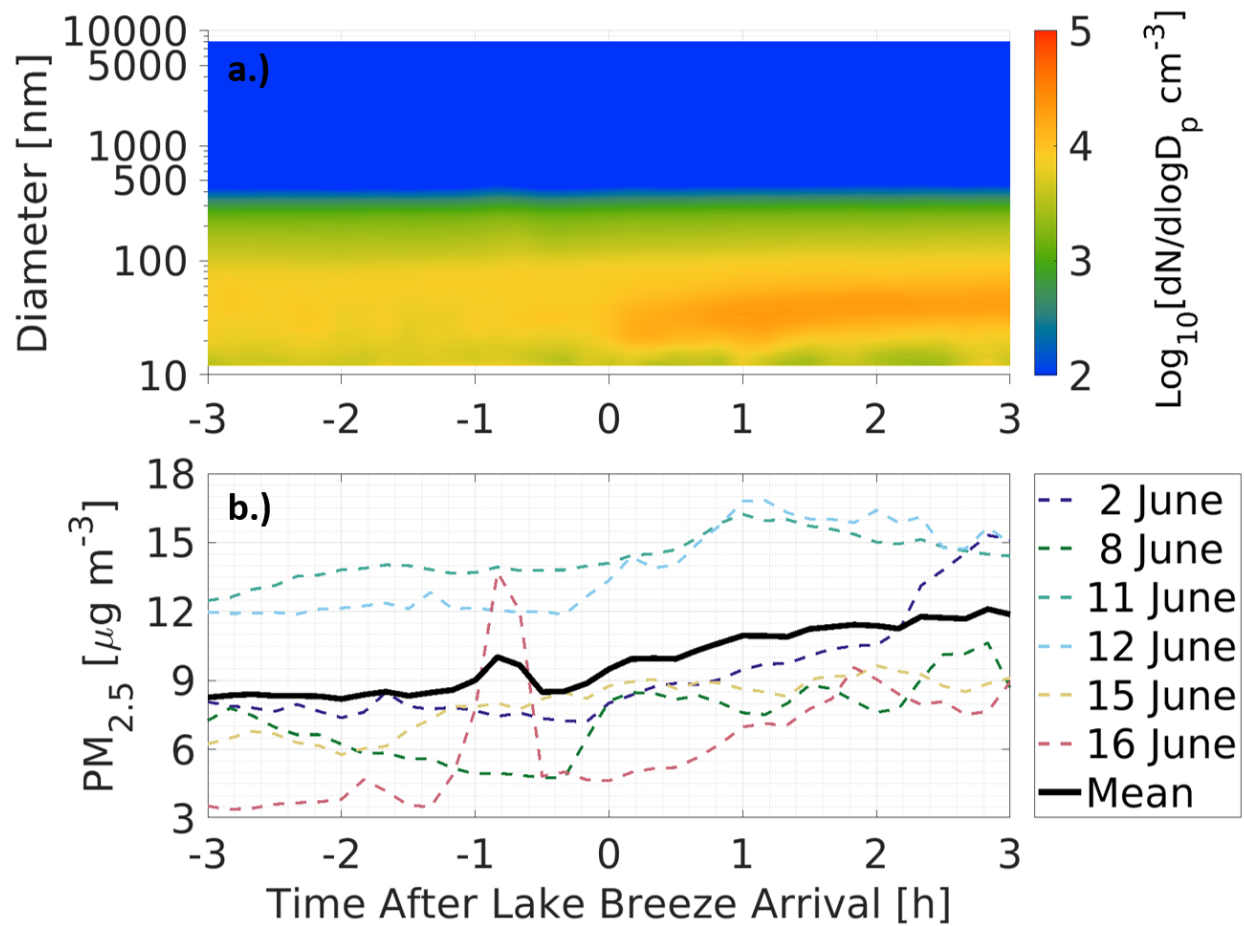 10000
5000
1000
500
100
10
Diameter [nm]
a.)
-3 -2 -1 0 1 2 3
5
4
3
2
Log10[dN/dlogDp cm-3]
18
15
12
9
6
3
PM2.5 [μg m-3]
b.)
-3 -2 -1 0 1 2 3
Time After Lake Breeze Arrival [h]
2 June
8 June
11 June
12 June
15 June
16 June
Mean